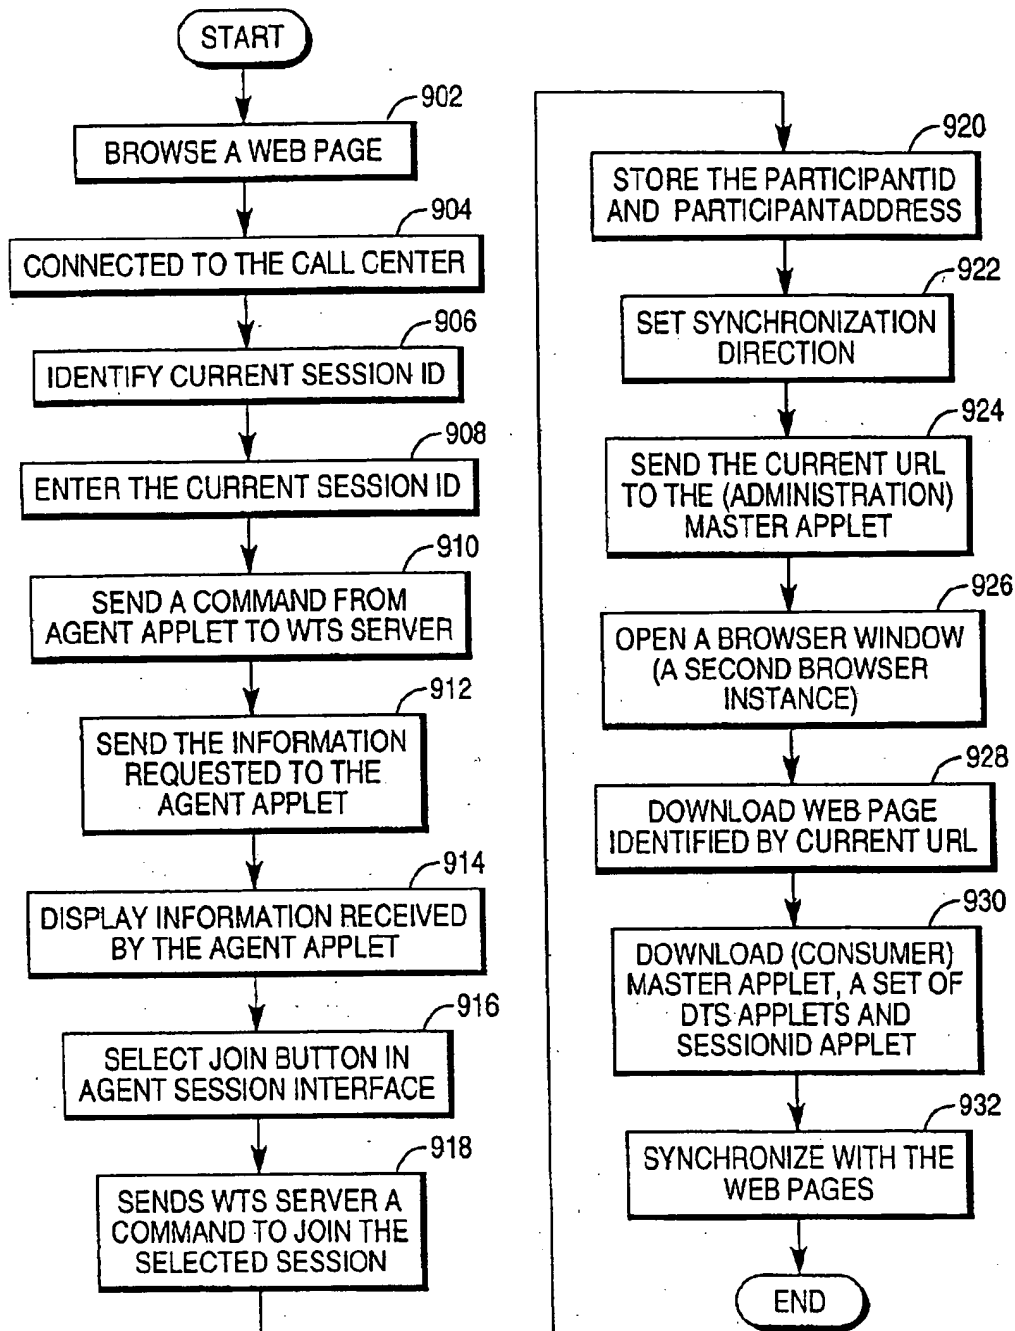 START
902
BROWSE A WEB PAGE
904
CONNECTED TO THE CALL CENTER
906
IDENTIFY CURRENT SESSION ID
908
ENTER THE CURRENT SESSION ID
910
SEND A COMMAND FROM
AGENT APPLET TO WTS SERVER
912
SEND THE INFORMATION
REQUESTED TO THE
AGENT APPLET
914
DISPLAY INFORMATION RECEIVED
BY THE AGENT APPLET
916
SELECT JOIN BUTTON IN
AGENT SESSION INTERFACE
918
SENDS WTS SERVER A
COMMAND TO JOIN THE
SELECTED SESSION
920
STORE THE PARTICIPANTID
AND PARTICIPANTADDRESS
922
SET SYNCHRONIZATION
DIRECTION
924
SEND THE CURRENT URL
TO THE (ADMINISTRATION)
MASTER APPLET
926
OPEN A BROWSER WINDOW
(A SECOND BROWSER
INSTANCE)
928
DOWNLOAD WEB PAGE
IDENTIFIED BY CURRENT URL
930
DOWNLOAD (CONSUMER)
MASTER APPLET, A SET OF
DTS APPLETS AND
SESSIONID APPLET
932
SYNCHRONIZE WITH THE
WEB PAGES
END